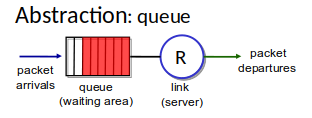 Abstraction: queue
packet
arrivals
queue
(waiting area)
R
link
(server)
packet
departures